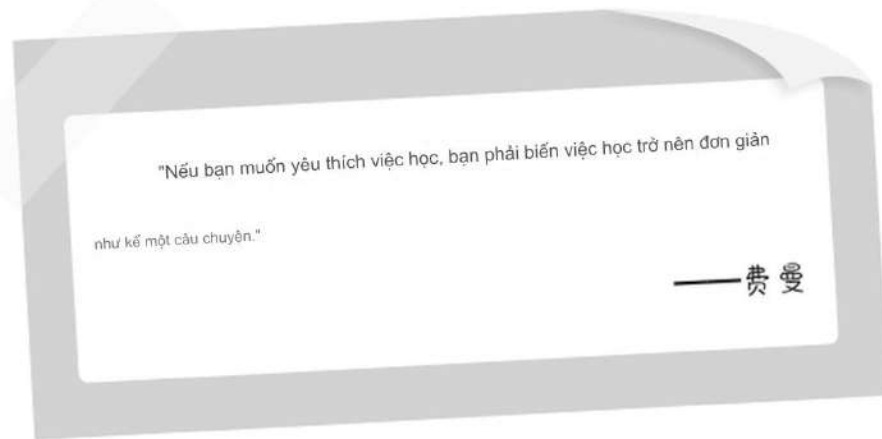 "Nếu bạn muốn yêu thích việc học, bạn phải biến việc học trở nên đơn giản
như kể một câu chuyện."
——费曼